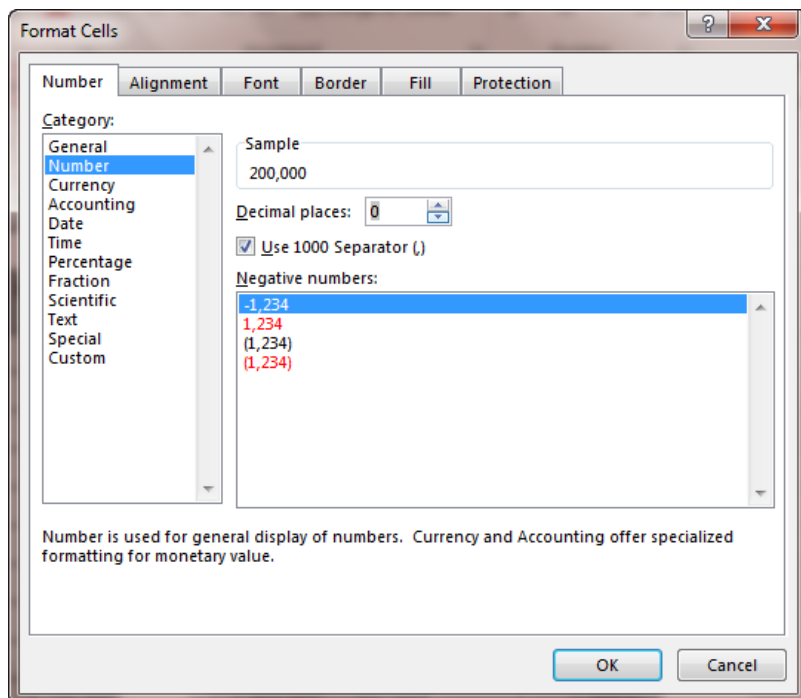 Format Cells
Number Alignment Font Border Fill Protection
Category:
General
Number
Currency
Accounting
Date
Time
Percentage
Fraction
Scientific
Text
Special
Custom
Sample
200,000
Decimal places: 0
Use 1000 Separator (,)
Negative numbers:
-1,234
1,234
(1,234)
(1,234)
Number is used for general display of numbers. Currency and Accounting offer specialized
formatting for monetary value.
OK Cancel